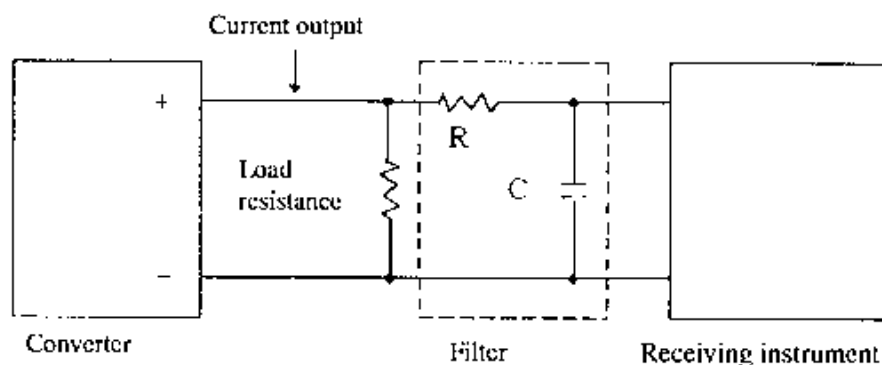 Current output
+
R
Load
resistance
C
−
Converter
Filter
Receiving instrument